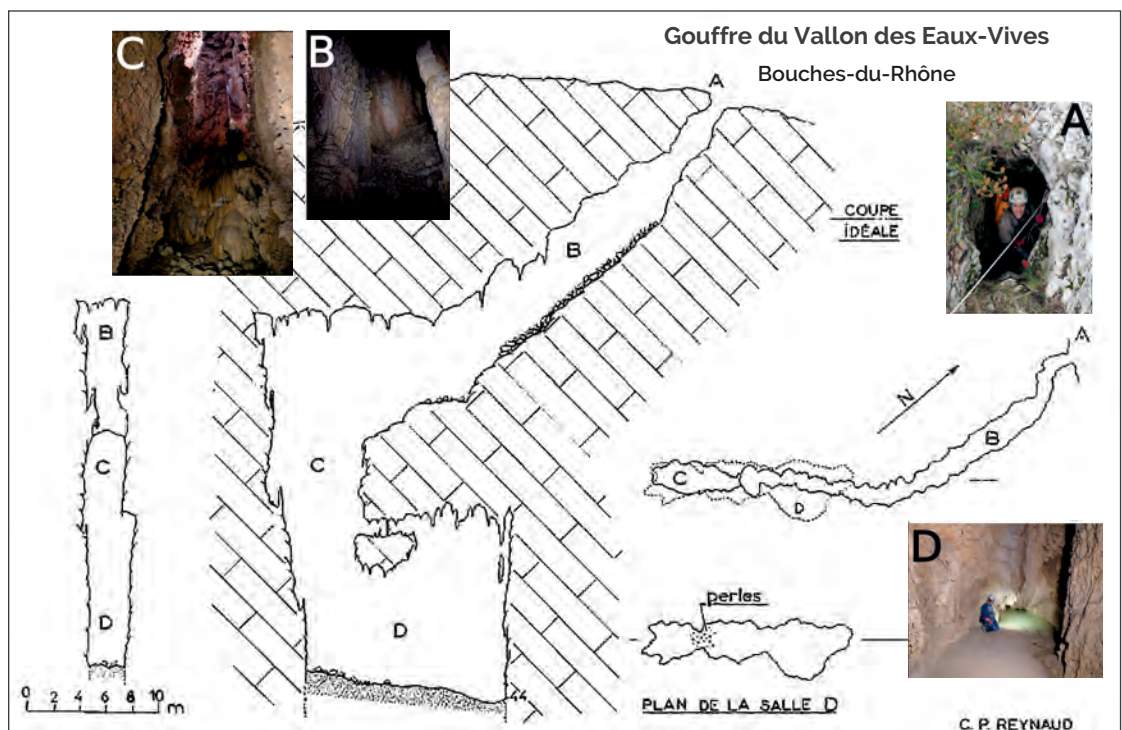 Gouffre du Vallon des Eaux-Vives
Bouches-du-Rhône
C
B
A
A
COUPE
IDÉALE
B
B
C
D
C
D
44
A
N
B
C
D
D
perles
PLAN DE LA SALLE D
0 2 4 6 8 10
m
C. P. REYNAUD